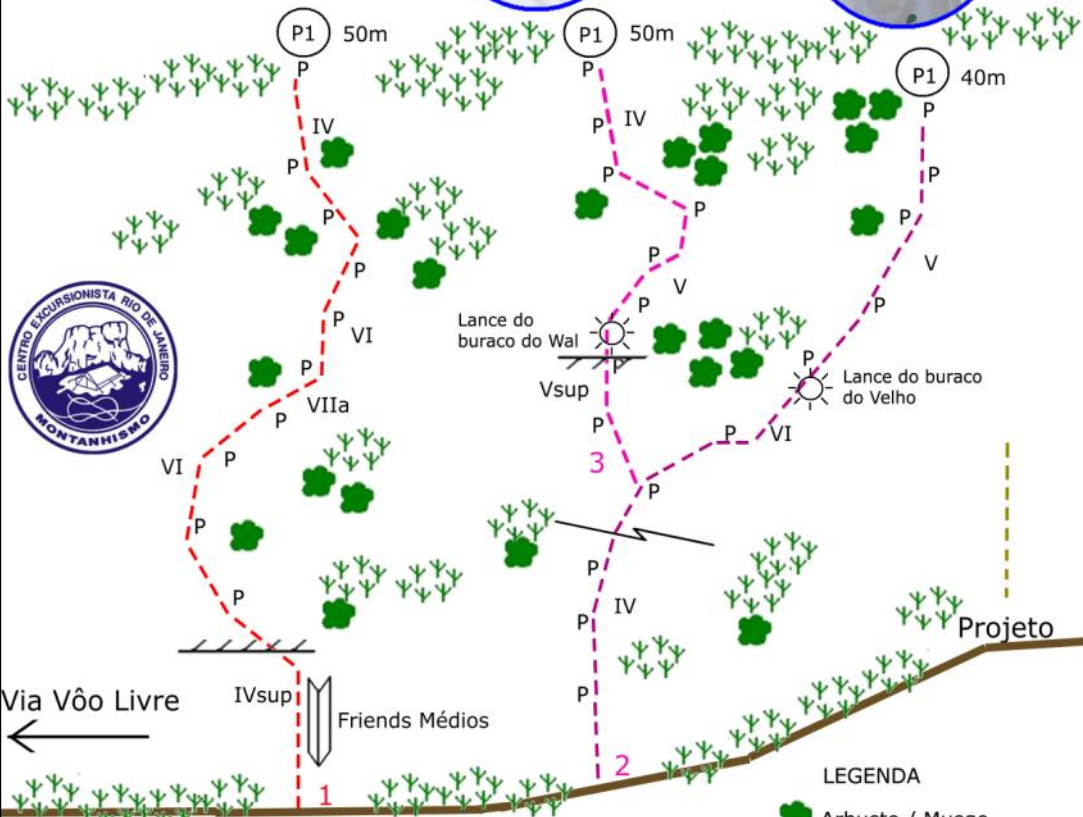 P1 50m
P1 50m
P1 40m
P
P
P
IV
P
IV
P
P
P
P
P
P
P
P
P
V
V
P
P
P
P
VI
Lance do
buraco do Wal
P
P
P
Lance do buraco
do Velho
VIIa
Vsup
P
P
P
VI
VI
P
3
P
P
P
P
IV
P
P
Projeto
IVsup
P
Via Vôo Livre
Friends Médios
2
1
LEGENDA
Arbusto / Musgo
CENTRO EXCURSIONISTA RIO DE JANEIRO
MONTANHISMO